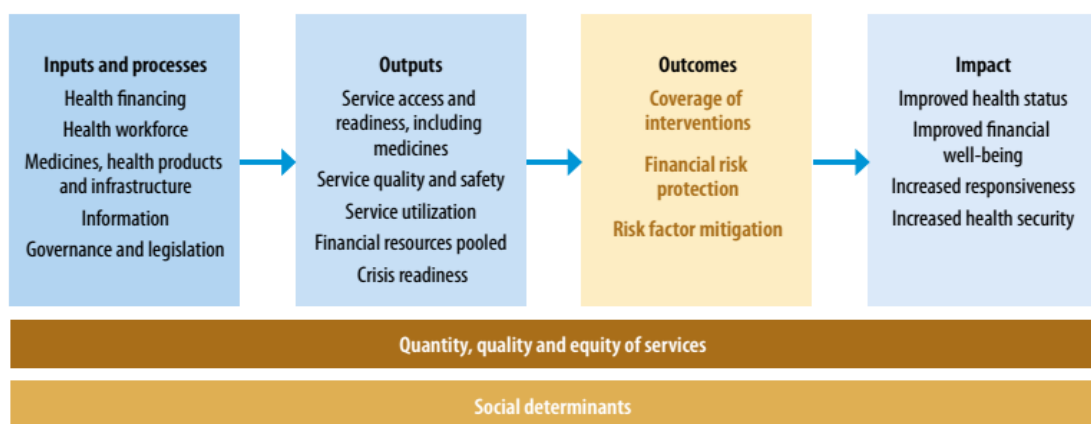 Inputs and processes
Health financing
Health workforce
Medicines, health products
and infrastructure
Information
Governance and legislation
Outputs
Service access and
readiness, including
medicines
Service quality and safety
Service utilization
Financial resources pooled
Crisis readiness
Outcomes
Coverage of
interventions
Financial risk
protection
Risk factor mitigation
Impact
Improved health status
Improved financial
well-being
Increased responsiveness
Increased health security
Quantity, quality and equity of services
Social determinants